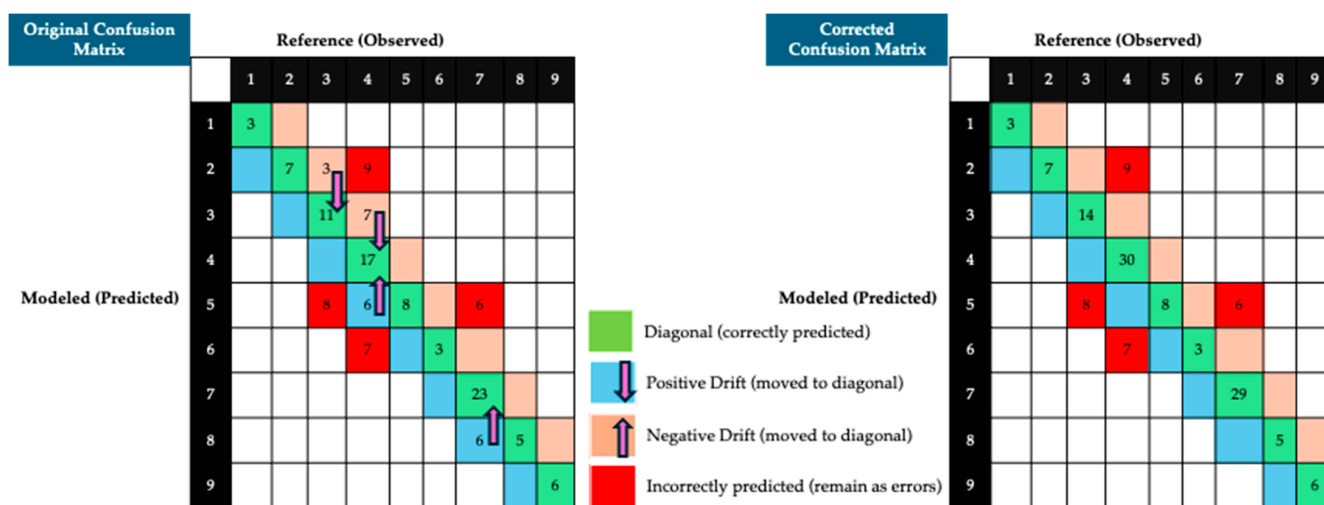 Original Confusion
Matrix
Reference (Observed)
1 2 3 4 5 6 7 8 9
1 3
2 7 3 9
3 11 7
4 17
Modeled (Predicted)
5 8 6 8 6
6 7 3
7 23
8 6 5
9 6
Diagonal (correctly predicted)
Positive Drift (moved to diagonal)
Negative Drift (moved to diagonal)
Incorrectly predicted (remain as errors)
Corrected
Confusion Matrix
Reference (Observed)
1 2 3 4 5 6 7 8 9
1 3
2 7 9
3 14
4 30
Modeled (Predicted)
5 8 8 6
6 7 3
7 29
8 5
9 6